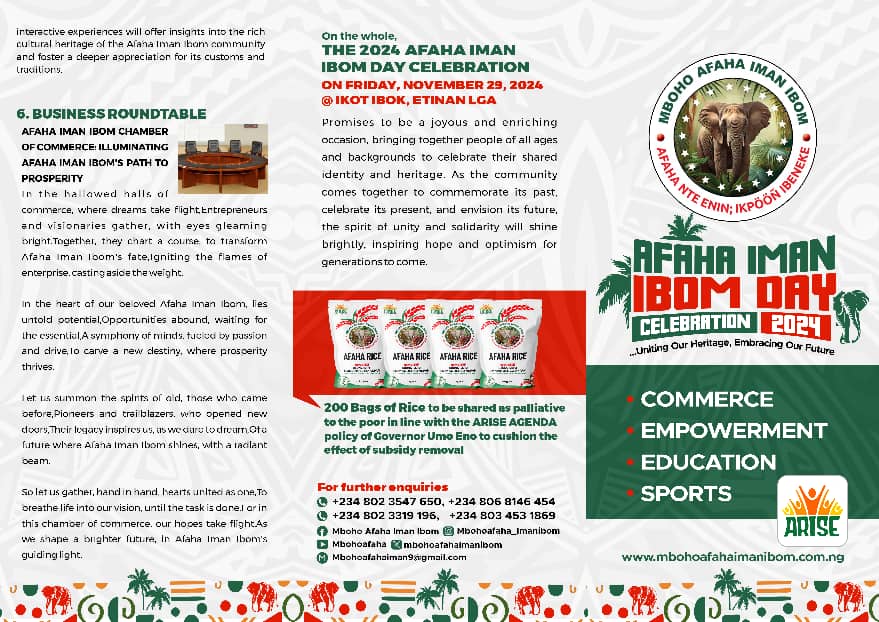 interactive experiences will offer insights into the rich
cultural heritage of the Afaha Iman Ibom community
and foster a deeper appreciation for its customs and
traditions.
6. BUSINESS ROUNDTABLE
AFAHA IMAN IBOM CHAMBER
OF COMMERCE: ILLUMINATING
AFAHA IMAN IBOM'S PATH TO
PROSPERITY
In the hallowed halls of
commerce, where dreams take flight,Entrepreneurs
and visionaries gather, with eyes gleaming
bright.Together, they chart a course, to transform
Afaha Iman Ibom's fate,Igniting the flames of
enterprise, casting aside the weight.
In the heart of our beloved Afaha Iman Ibom, lies
untold potential,Opportunities abound, waiting for
the essential,A symphony of minds, fueled by passion
and drive,To carve a new destiny, where prosperity
thrives.
Let us summon the spirits of old, those who came
before,Pioneers and trailblazers, who opened new
doors,Their legacy inspires us, as we dare to dream,Of a
future where Afaha Iman Ibom shines, with a radiant
beam.
So let us gather, hand in hand, hearts united as one,To
breathe life into our vision, until the task is done,For in
this chamber of commerce, our hopes take flight,As
we shape a brighter future, in Afaha Iman Ibom's
guiding light.
On the whole,
THE 2024 AFAHA IMAN
IBOM DAY CELEBRATION
ON FRIDAY, NOVEMBER 29, 2024
@ IKOT IBOK, ETINAN LGA
Promises to be a joyous and enriching
occasion, bringing together people of all ages
and backgrounds to celebrate their shared
identity and heritage. As the community
comes together to commemorate its past,
celebrate its present, and envision its future,
the spirit of unity and solidarity will shine
brightly, inspiring hope and optimism for
generations to come.
AFAHA RICE AFAHA RICE AFAHA RICE AFAHA RICE
200 Bags of Rice to be shared as palliative
to the poor in line with the ARISE AGENDA
policy of Governor Umo Eno to cushion the
effect of subsidy removal
For further enquiries
+234 802 3547 650, +234 806 8146 454
+234 802 3319 196, +234 803 453 1869
Mboho Afaha Iman Ibom Mbohoafaha_imanibom
Mbohoafaha mbohoafahaimanibom
Mbohoafahaiman9@gmail.com
MBOHO AFAHA IMAN IBOM
AFAHA NTE ENIN; IKPÖÖÑ IBENEKE
AFAHA IMAN
IBOM DAY
CELEBRATION 2024
...Uniting Our Heritage, Embracing Our Future
• COMMERCE
• EMPOWERMENT
• EDUCATION
• SPORTS
ARISE
www.mbohoafahaimanibom.com.ng